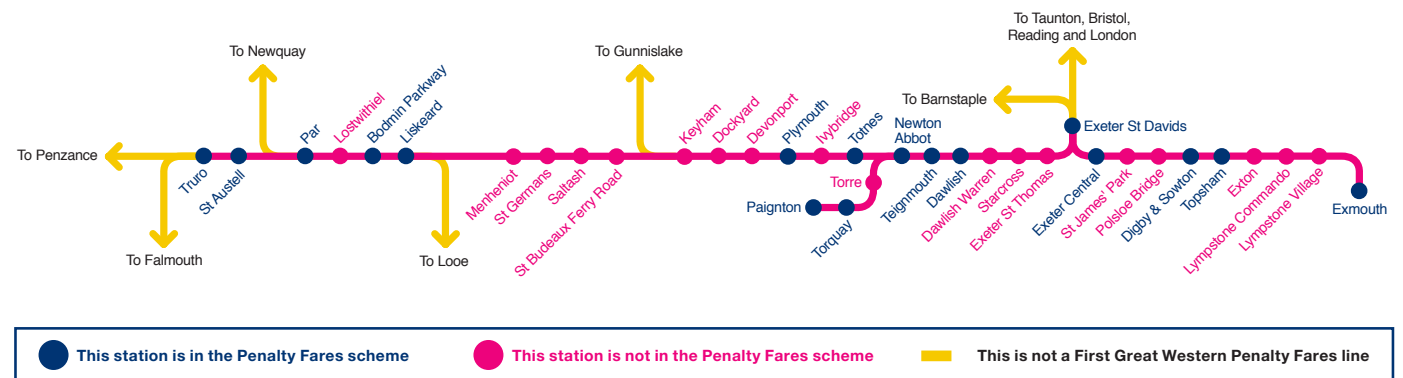 To Taunton, Bristol,
Reading and London
To Newquay
To Gunnislake
To Barnstaple
To Penzance
To Falmouth
To Looe
Truro
St Austell
Par
Lostwithiel
Bodmin Parkway
Liskeard
Menheniot
St Germans
Saltash
St Budeaux Ferry Road
Keyham
Dockyard
Devonport
Plymouth
Ivybridge
Totnes
Newton
Abbot
Torre
Paignton
Torquay
Teignmouth
Dawlish
Dawlish Warren
Starcross
Exeter St Thomas
Exeter St Davids
Exeter Central
St James' Park
Polsloe Bridge
Digby & Sowton
Topsham
Exton
Lympstone Commando
Lympstone Village
Exmouth
This station is in the Penalty Fares scheme
This station is not in the Penalty Fares scheme
This is not a First Great Western Penalty Fares line